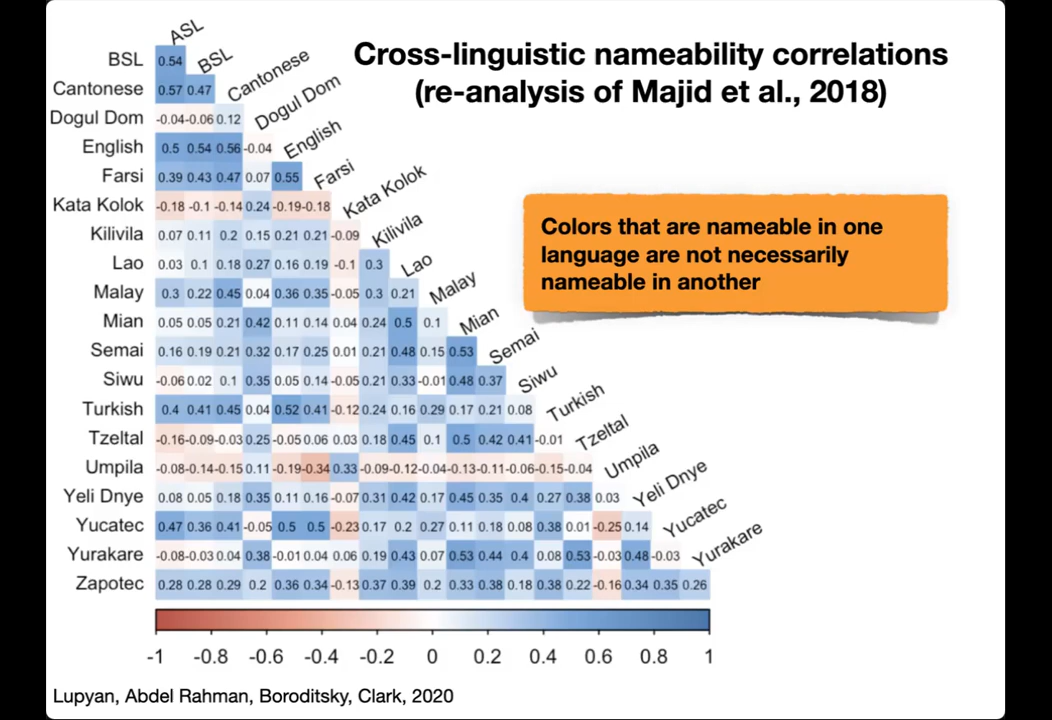 Cross-linguistic nameability correlations
(re-analysis of Majid et al., 2018)
ASL
BSL 0.54 BSL
Cantonese 0.57 0.47 Cantonese
Dogul Dom -0.04 -0.06 0.12 Dogul Dom
English 0.5 0.54 0.56 -0.04 English
Farsi 0.39 0.43 0.47 0.07 0.55 Farsi
Kata Kolok -0.18 -0.1 -0.14 0.24 -0.19 -0.18 Kata Kolok
Kilivila 0.07 0.11 0.2 0.15 0.21 0.21 -0.09 Kilivila
Lao 0.03 0.1 0.18 0.27 0.16 0.19 -0.1 0.3 Lao
Malay 0.3 0.22 0.45 0.04 0.36 0.35 -0.05 0.3 0.21 Malay
Mian 0.05 0.05 0.21 0.42 0.11 0.14 0.04 0.24 0.5 0.1 Mian
Semai 0.16 0.19 0.21 0.32 0.17 0.25 0.01 0.21 0.48 0.15 0.53 Semai
Siwu -0.06 0.02 0.1 0.35 0.05 0.14 -0.05 0.21 0.33 -0.01 0.48 0.37 Siwu
Turkish 0.4 0.41 0.45 0.04 0.52 0.41 -0.12 0.24 0.16 0.29 0.17 0.21 0.08 Turkish
Tzeltal -0.16 -0.09 -0.03 0.25 -0.05 0.06 0.03 0.18 0.45 0.1 0.5 0.42 0.41 -0.01 Tzeltal
Umpila -0.08 -0.14 -0.15 0.11 -0.19 -0.34 0.33 -0.09 -0.12 -0.04 -0.13 -0.11 -0.06 -0.15 -0.04 Umpila
Yeli Dnye 0.08 0.05 0.18 0.35 0.11 0.16 -0.07 0.31 0.42 0.17 0.45 0.35 0.4 0.27 0.38 0.03 Yeli Dnye
Yucatec 0.47 0.36 0.41 -0.05 0.5 0.5 -0.23 0.17 0.2 0.27 0.11 0.18 0.08 0.38 0.01 -0.25 0.14 Yucatec
Yurakare -0.08 -0.03 0.04 0.38 -0.01 0.04 0.06 0.19 0.43 0.07 0.53 0.44 0.4 0.08 0.53 -0.03 0.48 -0.03 Yurakare
Zapotec 0.28 0.28 0.29 0.2 0.36 0.34 -0.13 0.37 0.39 0.2 0.33 0.38 0.18 0.38 0.22 -0.16 0.34 0.35 0.26
-1 -0.8 -0.6 -0.4 -0.2 0 0.2 0.4 0.6 0.8 1
Colors that are nameable in one
language are not necessarily
nameable in another
Lupyan, Abdel Rahman, Boroditsky, Clark, 2020